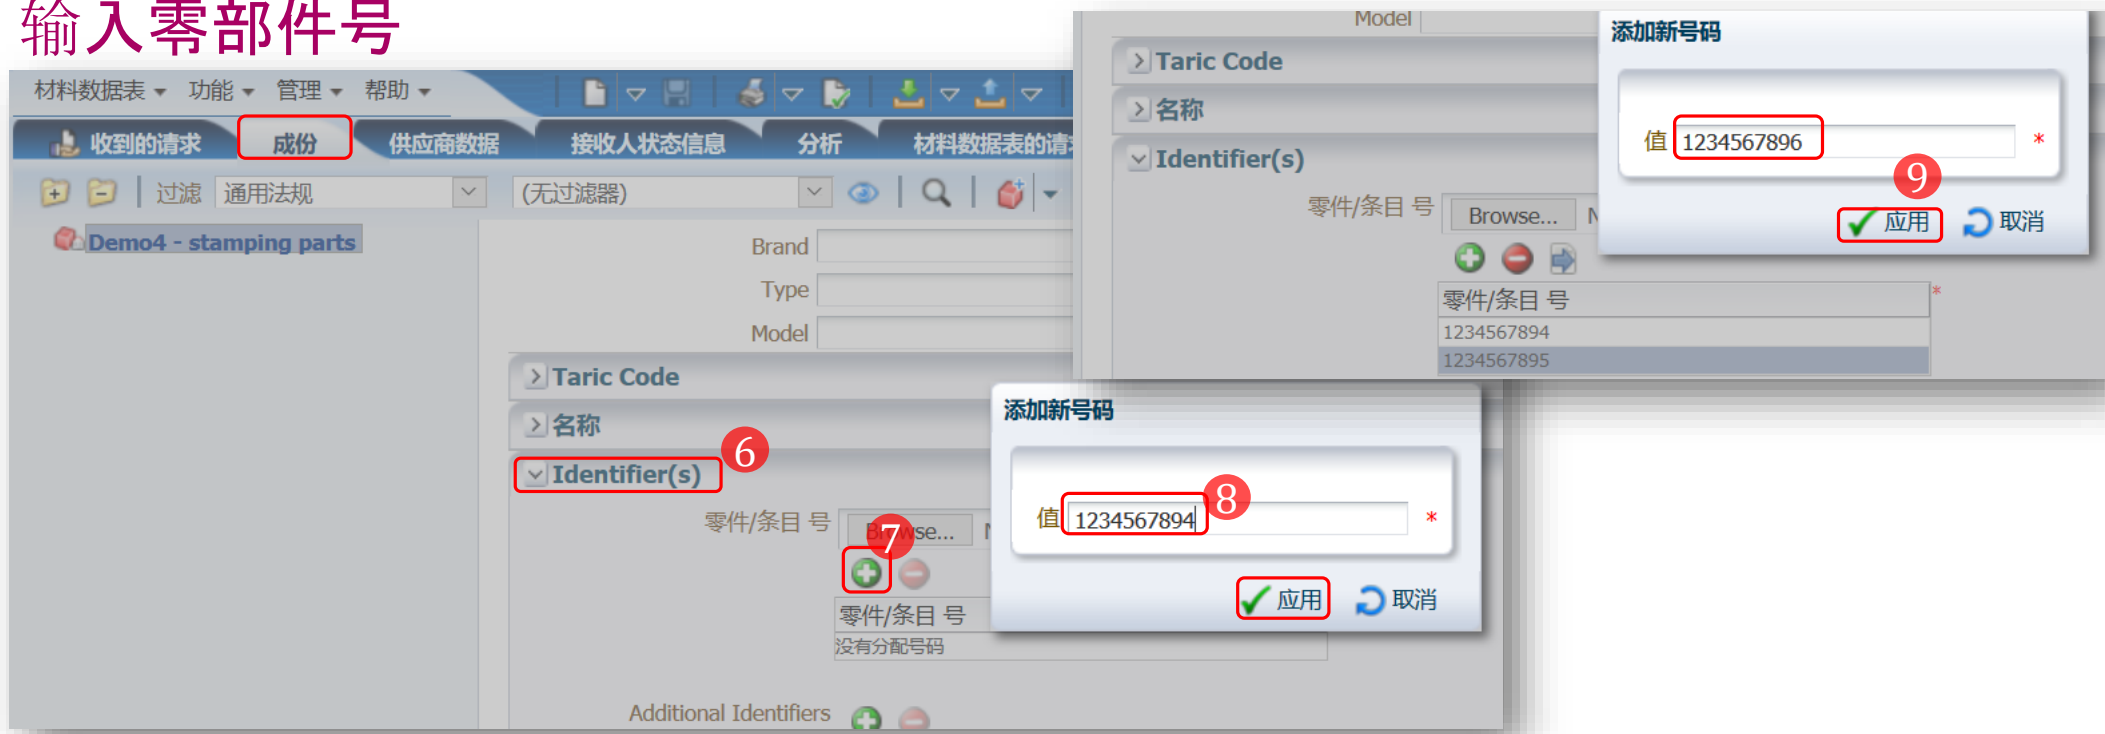 输入零部件号
材料数据表 功能 管理 帮助
收到的请求 成份 供应商数据 接收人状态信息 分析 材料数据表的请
过滤 通用法规 (无过滤器)
Demo4 - stamping parts
Brand
Type
Model
Taric Code
名称
6
Identifier(s)
零件/条目 号 Browse...
7
零件/条目 号
没有分配号码
Additional Identifiers
添加新号码
值 1234567894 *
8
应用 取消
Model
Taric Code
名称
Identifier(s)
零件/条目 号 Browse...
零件/条目 号 *
1234567894
1234567895
添加新号码
值 1234567896 *
9
应用 取消